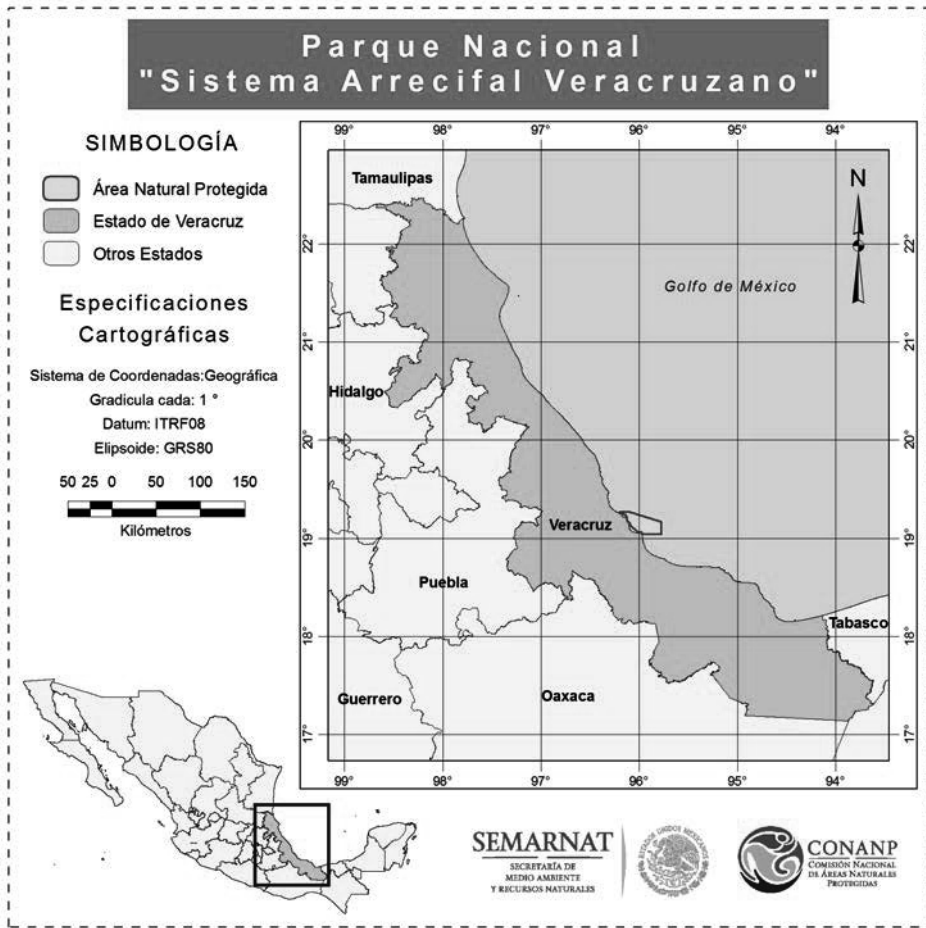 Parque Nacional
"Sistema Arrecifal Veracruzano"
SIMBOLOGÍA
Área Natural Protegida
Estado de Veracruz
Otros Estados
Especificaciones
Cartográficas
Sistema de Coordenadas:Geográfica
Gradicula cada: 1 °
Datum: ITRF08
Elipsoide: GRS80
50 25 0 50 100 150
Kilómetros
99° 98° 97° 96° 95° 94°
22° 22°
21° 21°
20° 20°
19° 19°
18° 18°
17° 17°
Tamaulipas
N
Golfo de México
Hidalgo
Veracruz
Puebla
Tabasco
Guerrero
Oaxaca
99° 98° 97° 96° 95° 94°
SEMARNAT
SECRETARÍA DE
MEDIO AMBIENTE
Y RECURSOS NATURALES
ESTADOS UNIDOS MEXICANOS
CONANP
COMISIÓN NACIONAL
DE ÁREAS NATURALES
PROTEGIDAS